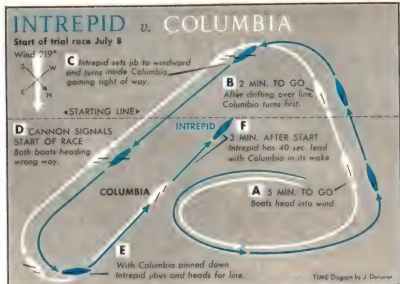 INTREPID v. COLUMBIA
Start of trial race July 8
Wind 219°
S W
E N
C Intrepid sets jib to windward
and turns inside Columbia
gaining right of way.
B 2 MIN. TO GO
After drifting over line,
Columbia turns first.
◄STARTING LINE►
D CANNON SIGNALS
START OF RACE
Both boats heading
wrong way.
INTREPID
F
3 MIN. AFTER START
Intrepid has 40 sec. lead
with Columbia in its wake
COLUMBIA
A 5 MIN. TO GO
Boats head into wind.
E
With Columbia pinned down
Intrepid jibes and heads for line.
TIME Diagram by J. Donovan